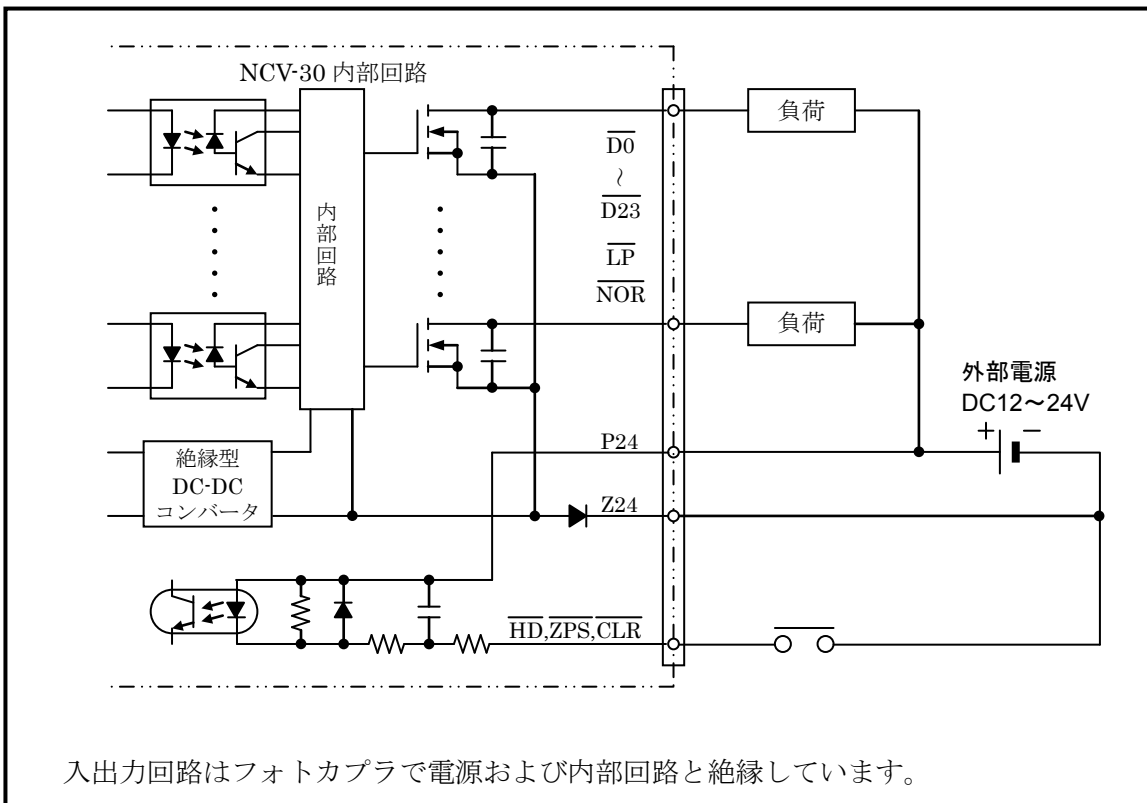 NCV-30 内部回路
負荷
D0
~
D23
内部回路
LP
NOR
負荷
外部電源
DC12～24V
+ −
P24
絶縁型
DC-DC
コンバータ
Z24
HD,ZPS,CLR
入出力回路はフォトカプラで電源および内部回路と絶縁しています。